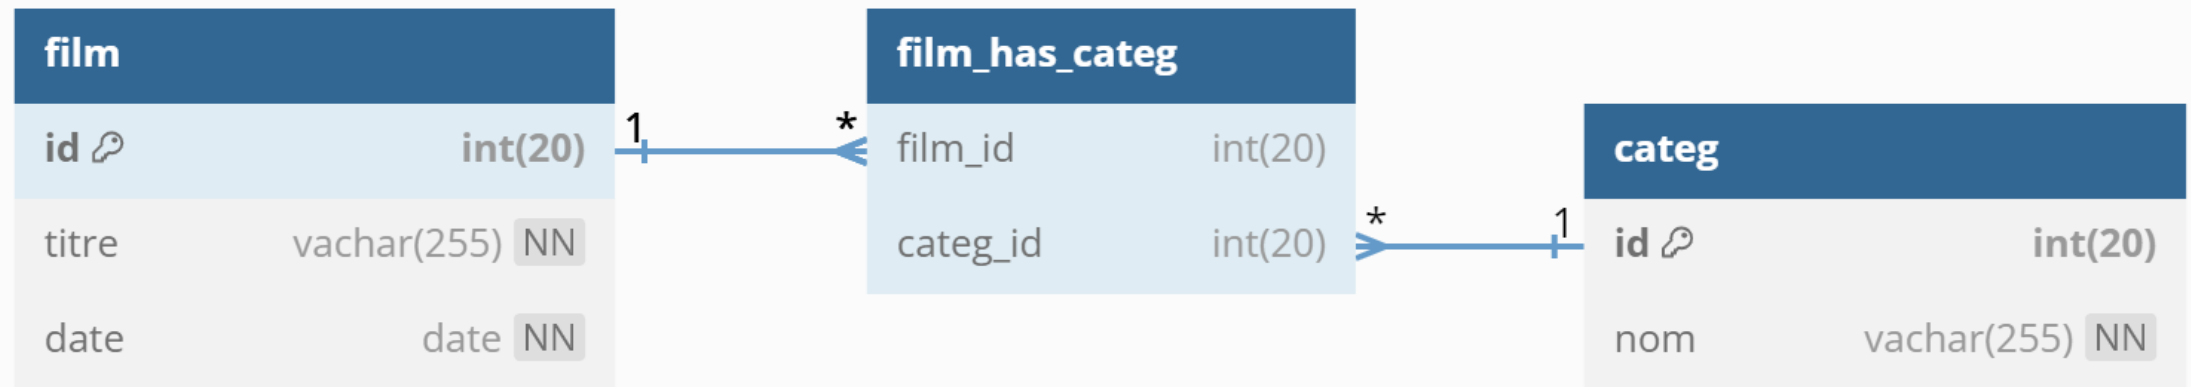 film
id int(20)
titre vachar(255) NN
date date NN
1 *
film_has_categ
film_id int(20)
categ_id int(20)
* 1
categ
id int(20)
nom vachar(255) NN